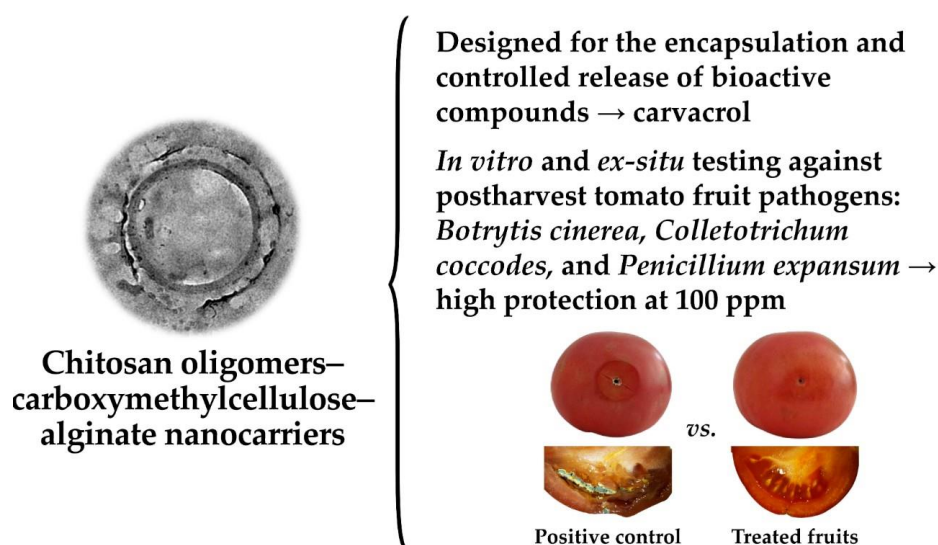 Chitosan oligomers–
carboxymethylcellulose–
alginate nanocarriers
Designed for the encapsulation and
controlled release of bioactive
compounds → carvacrol
In vitro and ex-situ testing against
postharvest tomato fruit pathogens:
Botrytis cinerea, Colletotrichum
coccodes, and Penicillium expansum →
high protection at 100 ppm
vs.
Positive control
Treated fruits